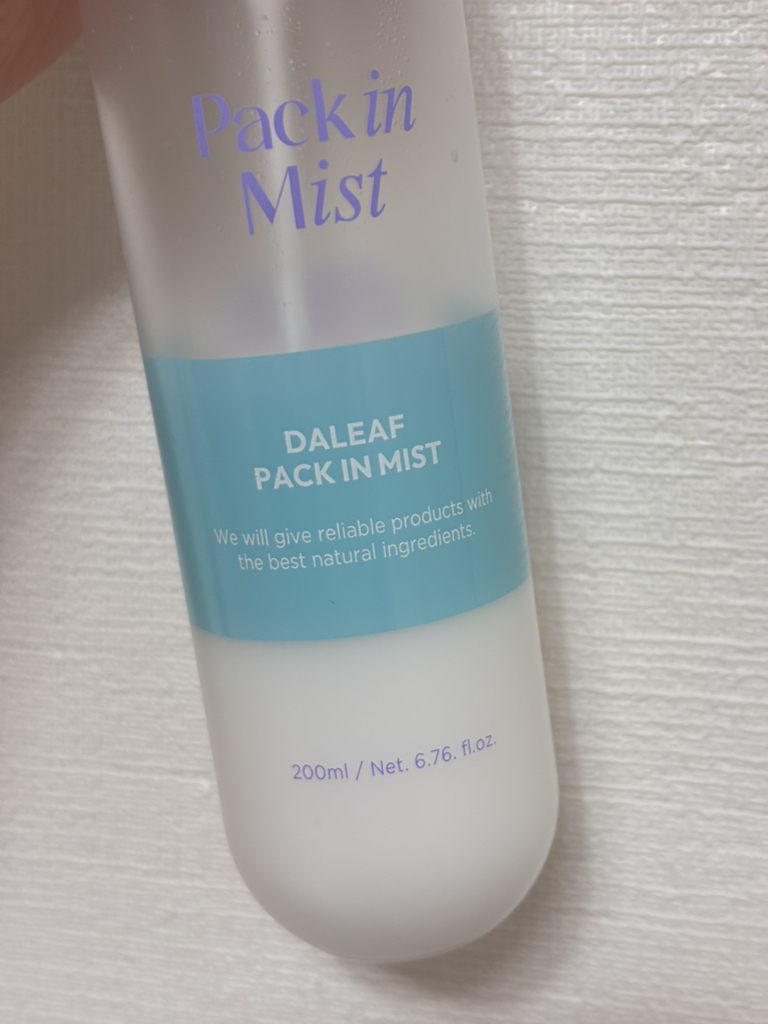 Pack in
Mist
DALEAF
PACK IN MIST
We will give reliable products with
the best natural ingredients.
200ml / Net. 6.76. fl.oz.